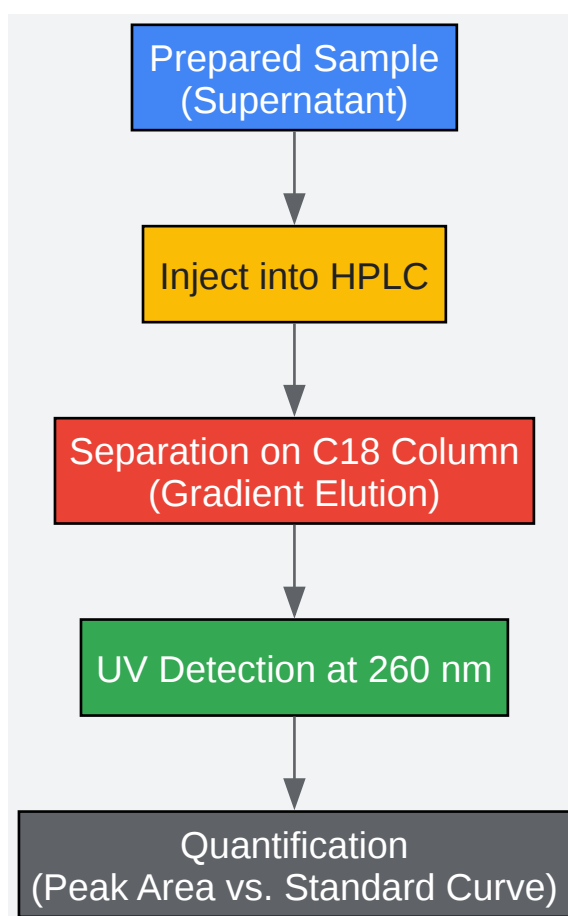 Prepared Sample
(Supernatant)
Inject into HPLC
Separation on C18 Column
(Gradient Elution)
UV Detection at 260 nm
Quantification
(Peak Area vs. Standard Curve)